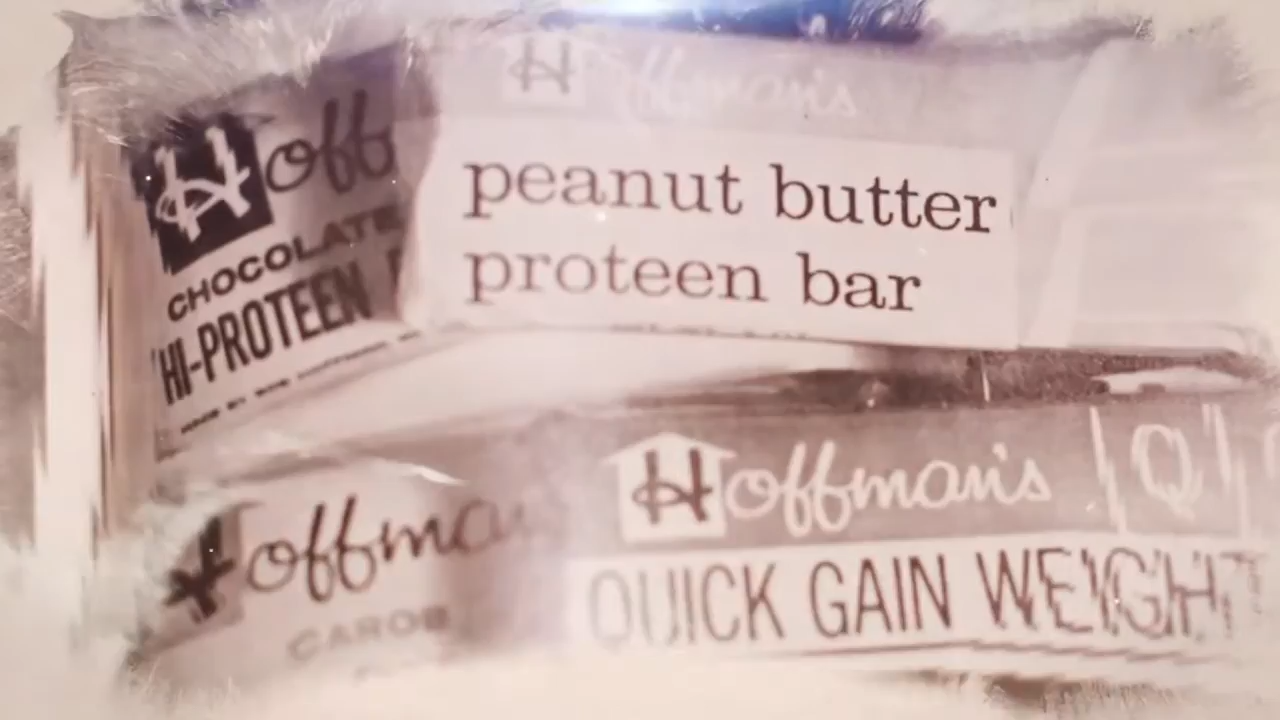 Hoffman's
peanut butter
proteen bar
Hoff
CHOCOLATE
HI-PROTEEN
Hoffman's
QUICK GAIN WEIGHT
Hoffman
CAROB